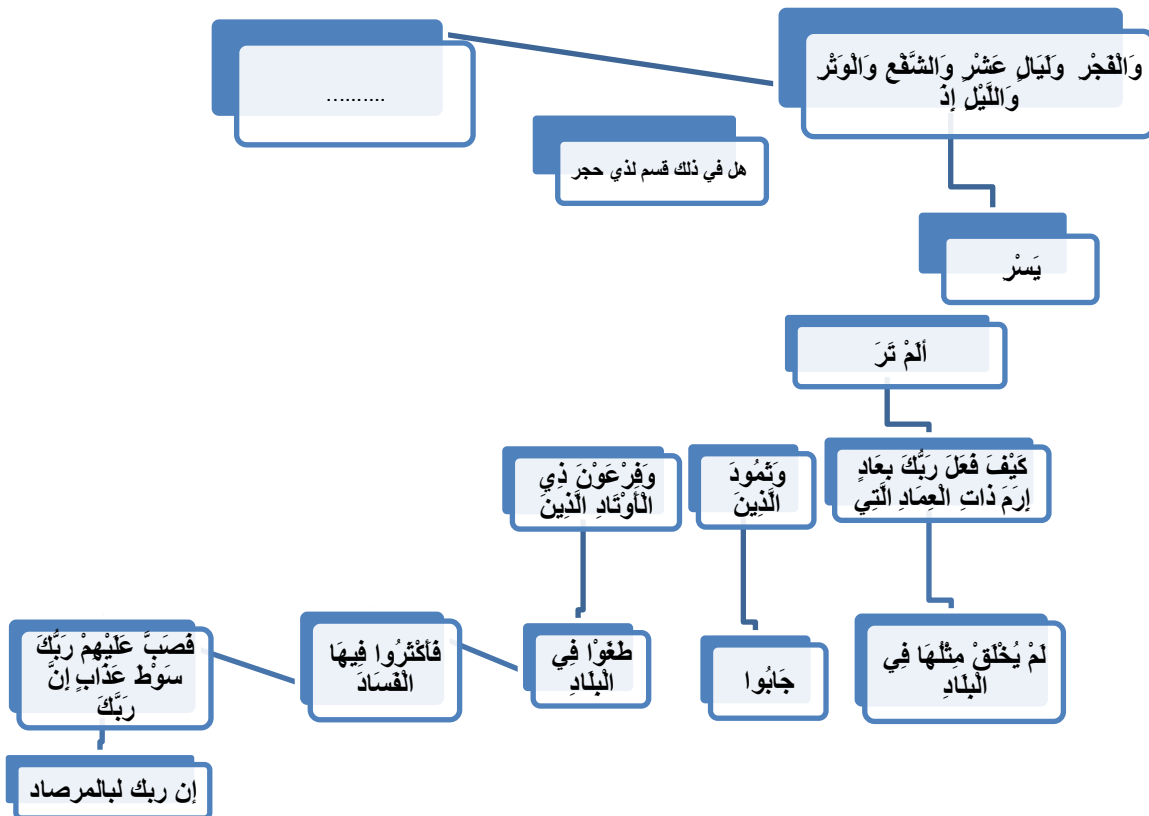 وَالْفَجْرِ وَلَيَالٍ عَشْرٍ وَالشَّفْعِ وَالْوَتْرِ
وَاللَّيْلِ إِذَ
..........
هل في ذلك قسم لذي حجر
يَسْرِ
أَلَمْ تَرَ
كَيْفَ فَعَلَ رَبُّكَ بِعَادٍ
إِرَمَ ذَاتِ الْعِمَادِ الَّتِي
وَثَمُودَ
الَّذِينَ
وَفِرْعَوْنَ ذِي
الْأَوْتَادِ الَّذِينَ
لَمْ يُخْلَقْ مِثْلُهَا فِي
الْبِلَادِ
جَابُوا
طَغَوْا فِي
الْبِلَادِ
فَأَكْثَرُوا فِيهَا
الْفَسَادَ
فَصَبَّ عَلَيْهِمْ رَبُّكَ
سَوْطَ عَذَابٍ إِنَّ
رَبَّكَ
إن ربك لبالمرصاد